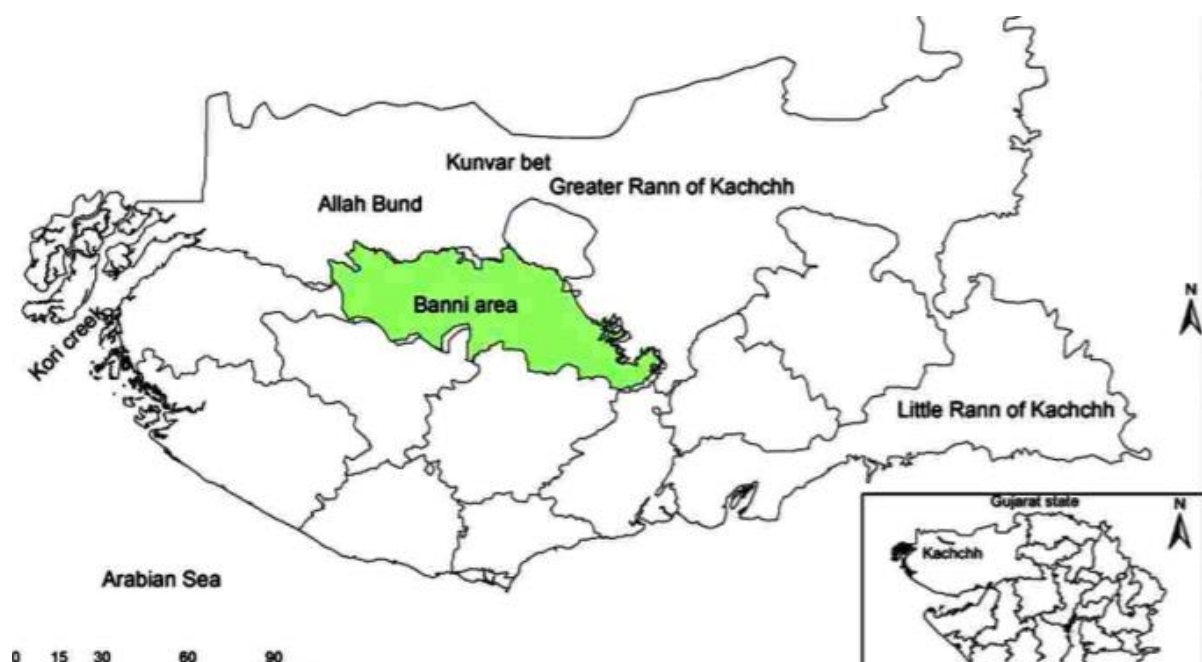 Kunvar bet
Greater Rann of Kachchh
Allah Bund
N
Banni area
Kori creek
Little Rann of Kachchh
Gujarat state
N
Kachchh
Arabian Sea
0 15 30 60 90